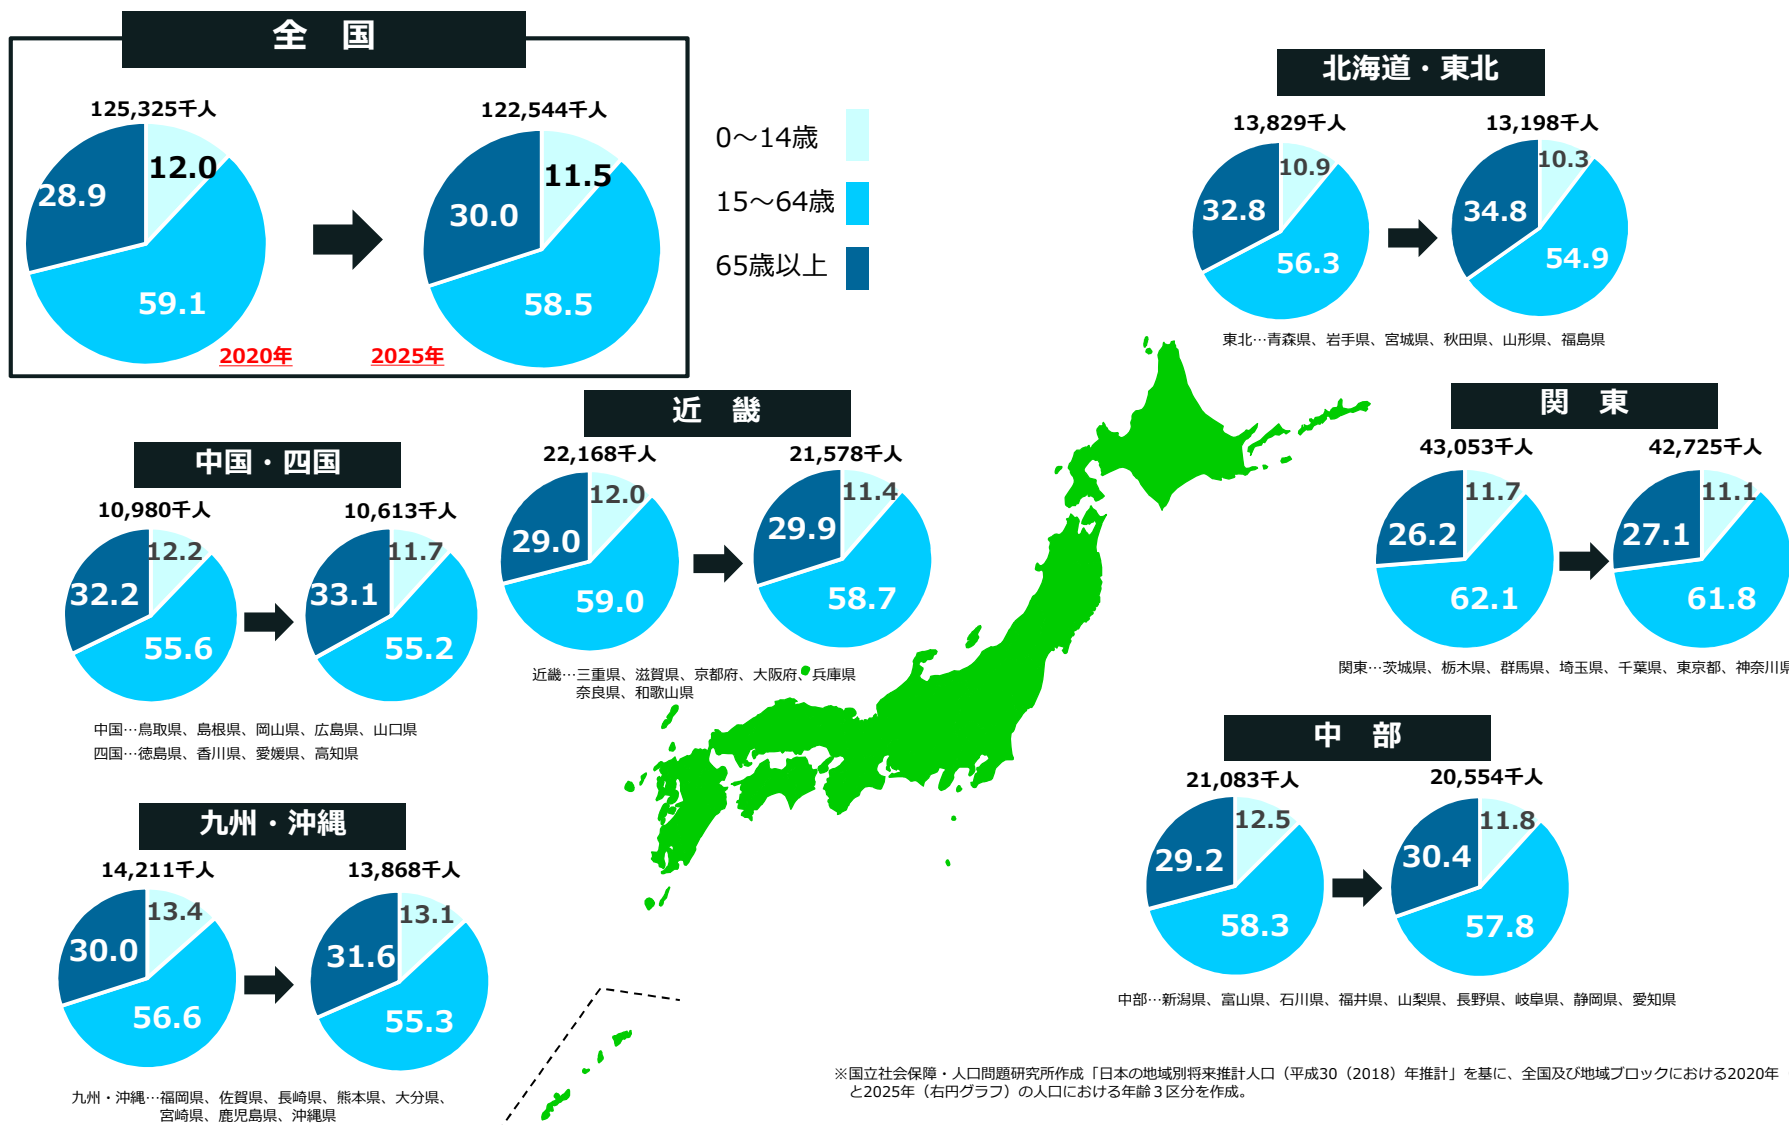 全　国
125,325千人
12.0
28.9
59.1
2020年
122,544千人
11.5
30.0
58.5
2025年
0～14歳
15～64歳
65歳以上
北海道・東北
13,829千人
10.9
32.8
56.3
13,198千人
10.3
34.8
54.9
東北…青森県、岩手県、宮城県、秋田県、山形県、福島県
近　畿
22,168千人
12.0
29.0
59.0
21,578千人
11.4
29.9
58.7
近畿…三重県、滋賀県、京都府、大阪府、兵庫県
奈良県、和歌山県
関　東
43,053千人
11.7
26.2
62.1
42,725千人
11.1
27.1
61.8
関東…茨城県、栃木県、群馬県、埼玉県、千葉県、東京都、神奈川県
中国・四国
10,980千人
12.2
32.2
55.6
10,613千人
11.7
33.1
55.2
中国…鳥取県、島根県、岡山県、広島県、山口県
四国…徳島県、香川県、愛媛県、高知県
中　部
21,083千人
12.5
29.2
58.3
20,554千人
11.8
30.4
57.8
中部…新潟県、富山県、石川県、福井県、山梨県、長野県、岐阜県、静岡県、愛知県
九州・沖縄
14,211千人
13.4
30.0
56.6
13,868千人
13.1
31.6
55.3
九州・沖縄…福岡県、佐賀県、長崎県、熊本県、大分県、
宮崎県、鹿児島県、沖縄県
※国立社会保障・人口問題研究所作成「日本の地域別将来推計人口（平成30（2018）年推計」を基に、全国及び地域ブロックにおける2020年
と2025年（右円グラフ）の人口における年齢３区分を作成。